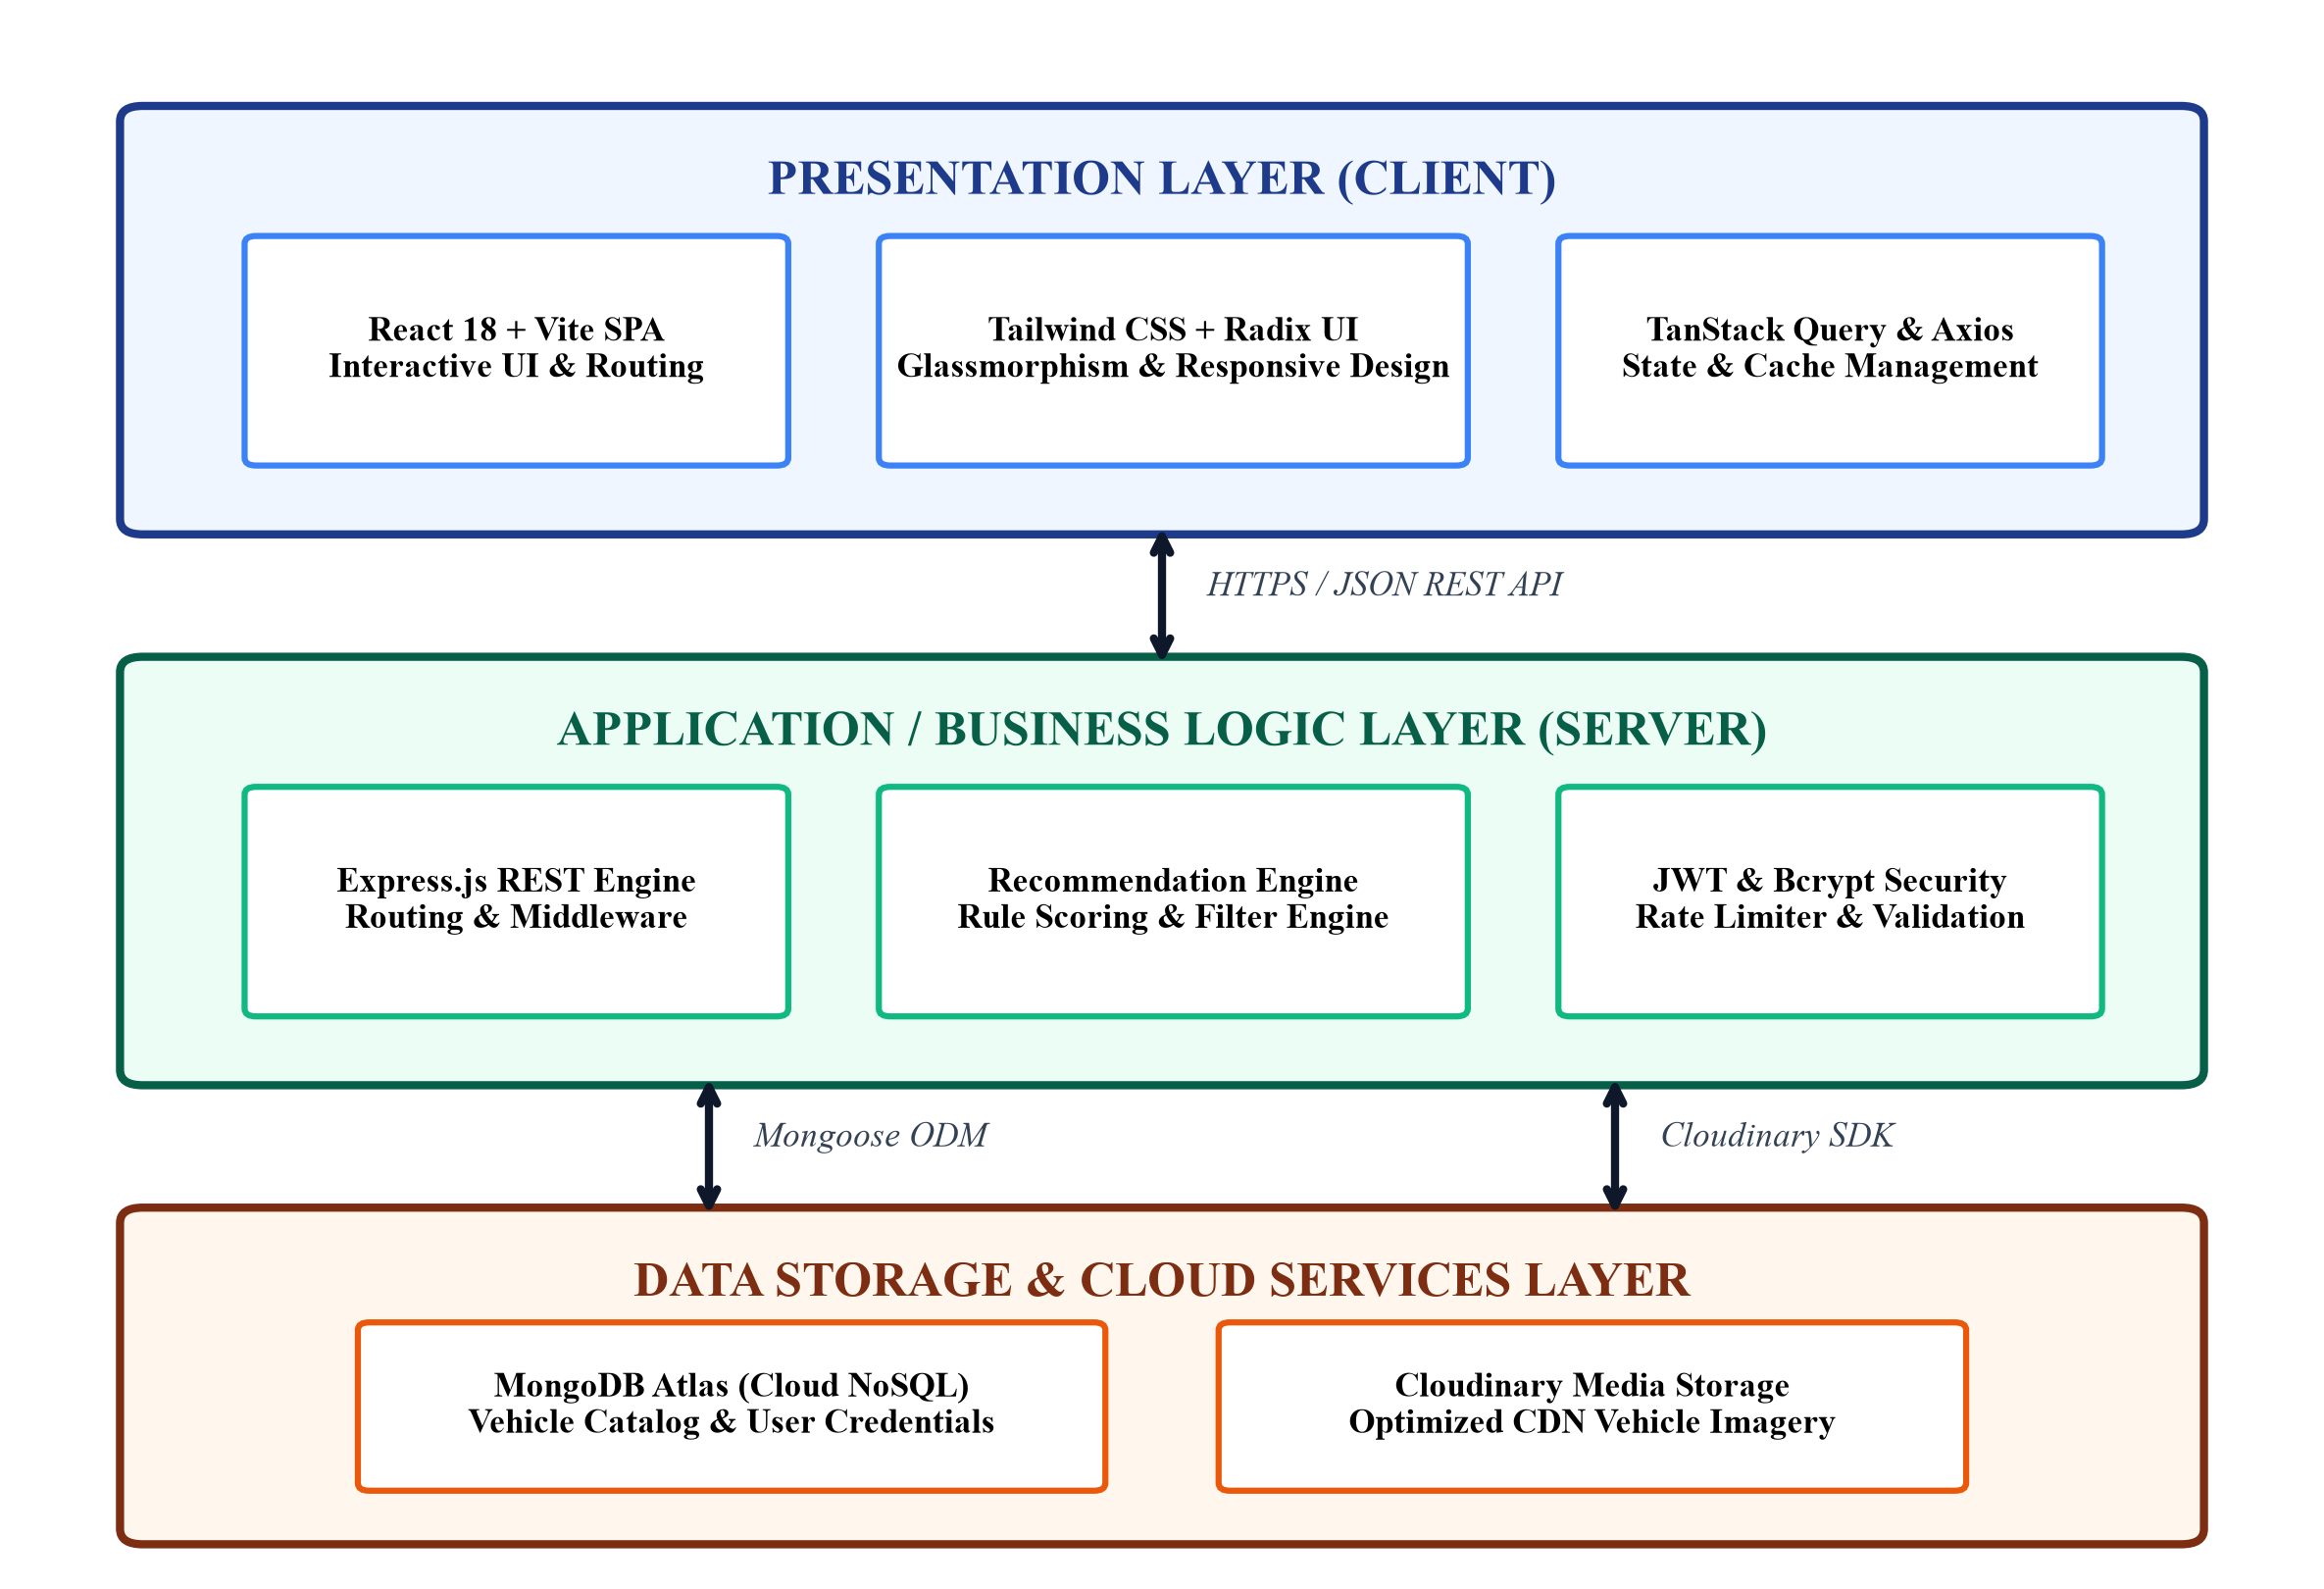 PRESENTATION LAYER (CLIENT)
React 18 + Vite SPA
Interactive UI & Routing
Tailwind CSS + Radix UI
Glassmorphism & Responsive Design
TanStack Query & Axios
State & Cache Management
HTTPS / JSON REST API
APPLICATION / BUSINESS LOGIC LAYER (SERVER)
Express.js REST Engine
Routing & Middleware
Recommendation Engine
Rule Scoring & Filter Engine
JWT & Bcrypt Security
Rate Limiter & Validation
Mongoose ODM
Cloudinary SDK
DATA STORAGE & CLOUD SERVICES LAYER
MongoDB Atlas (Cloud NoSQL)
Vehicle Catalog & User Credentials
Cloudinary Media Storage
Optimized CDN Vehicle Imagery